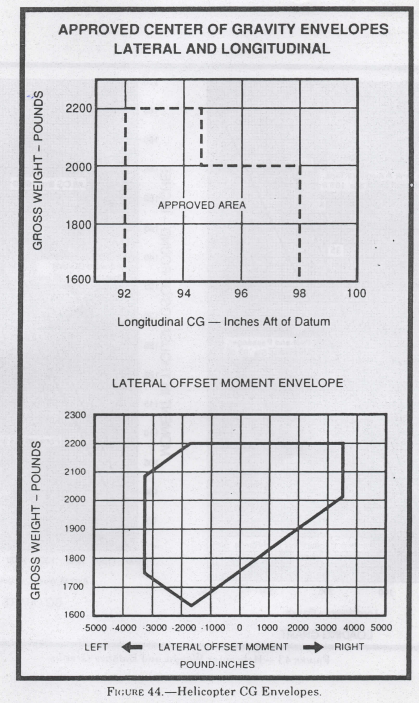 APPROVED CENTER OF GRAVITY ENVELOPES
LATERAL AND LONGITUDINAL
GROSS WEIGHT – POUNDS
2200
2000
1800
1600
APPROVED AREA
92 94 96 98 100
Longitudinal CG — Inches Aft of Datum
LATERAL OFFSET MOMENT ENVELOPE
GROSS WEIGHT – POUNDS
2300
2200
2100
2000
1900
1800
1700
1600
-5000 -4000 -3000 -2000 -1000 0 1000 2000 3000 4000 5000
LEFT LATERAL OFFSET MOMENT RIGHT
POUND-INCHES
FIGURE 44.—Helicopter CG Envelopes.